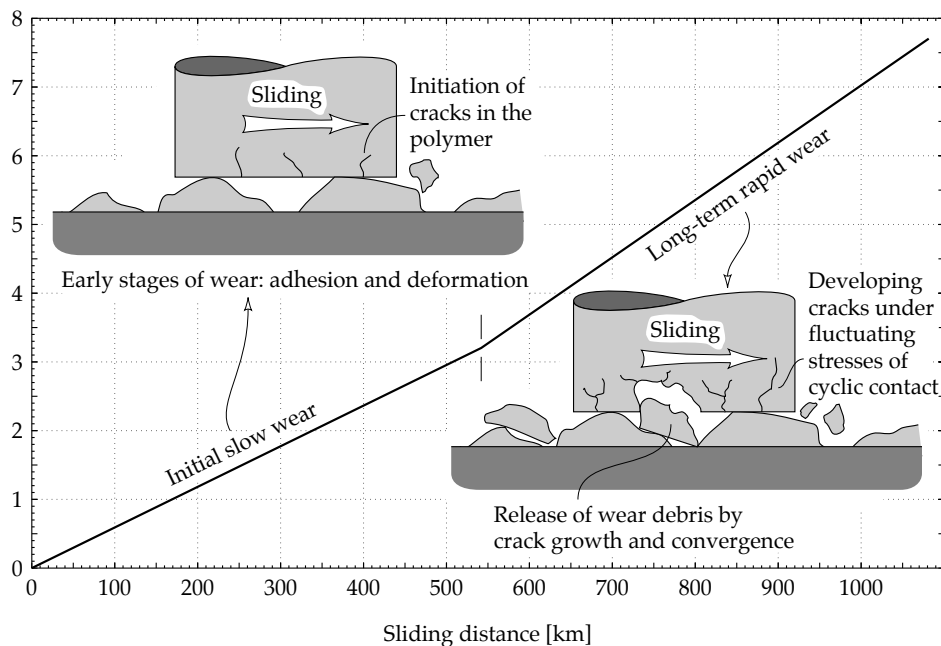 8
7
6
5
4
3
2
1
0
Sliding
Initiation of
cracks in the
polymer
Early stages of wear: adhesion and deformation
Initial slow wear
Long-term rapid wear
Sliding
Developing
cracks under
fluctuating
stresses of
cyclic contact
Release of wear debris by
crack growth and convergence
0 100 200 300 400 500 600 700 800 900 1000
Sliding distance [km]